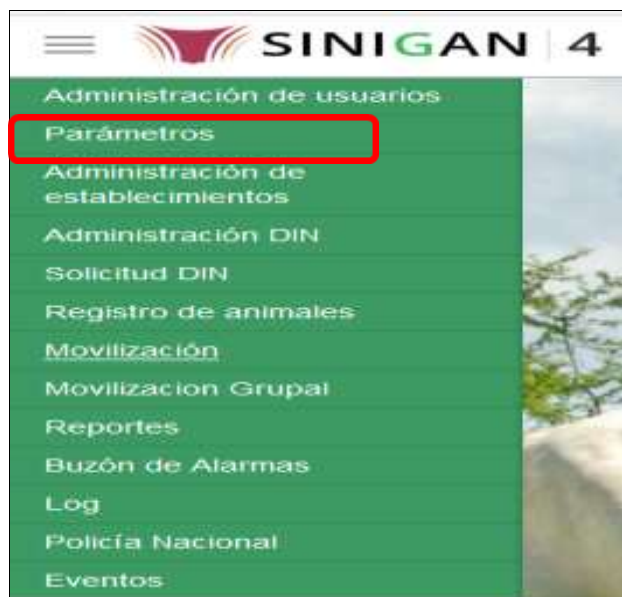 SINIGAN 4
Administración de usuarios
Parámetros
Administración de
establecimientos
Administración DIN
Solicitud DIN
Registro de animales
Movilización
Movilizacion Grupal
Reportes
Buzón de Alarmas
Log
Policía Nacional
Eventos